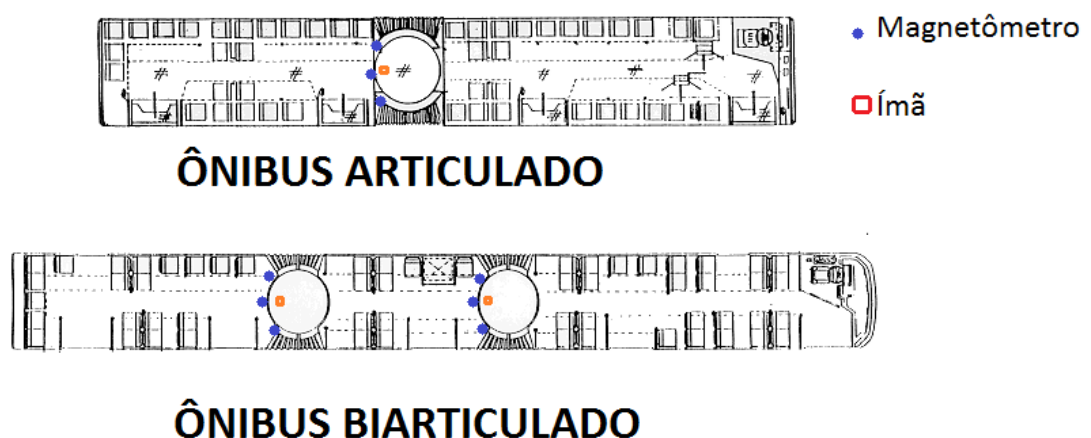 Magnetômetro
Ímã
ÔNIBUS ARTICULADO
ÔNIBUS BIARTICULADO